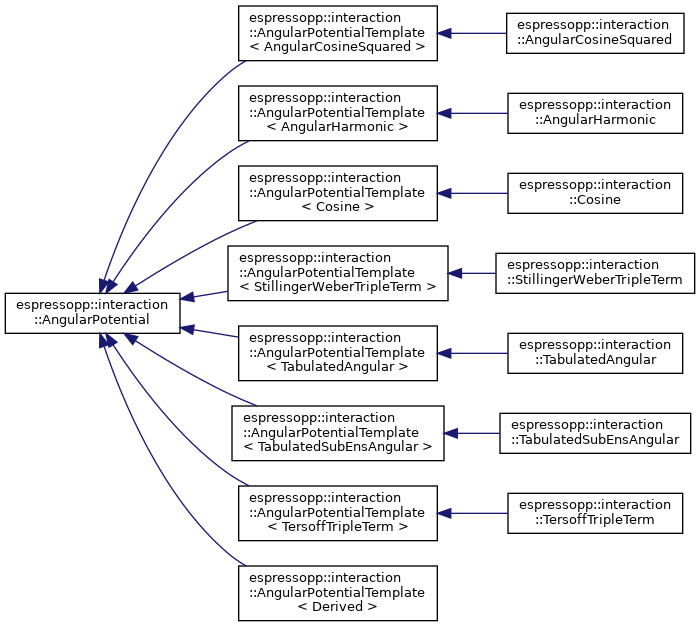 espressopp::interaction
::AngularPotentialTemplate
< AngularCosineSquared >
espressopp::interaction
::AngularCosineSquared
espressopp::interaction
::AngularPotentialTemplate
< AngularHarmonic >
espressopp::interaction
::AngularHarmonic
espressopp::interaction
::AngularPotentialTemplate
< Cosine >
espressopp::interaction
::Cosine
espressopp::interaction
::AngularPotentialTemplate
< StillingerWeberTripleTerm >
espressopp::interaction
::StillingerWeberTripleTerm
espressopp::interaction
::AngularPotential
espressopp::interaction
::AngularPotentialTemplate
< TabulatedAngular >
espressopp::interaction
::TabulatedAngular
espressopp::interaction
::AngularPotentialTemplate
< TabulatedSubEnsAngular >
espressopp::interaction
::TabulatedSubEnsAngular
espressopp::interaction
::AngularPotentialTemplate
< TersoffTripleTerm >
espressopp::interaction
::TersoffTripleTerm
espressopp::interaction
::AngularPotentialTemplate
< Derived >